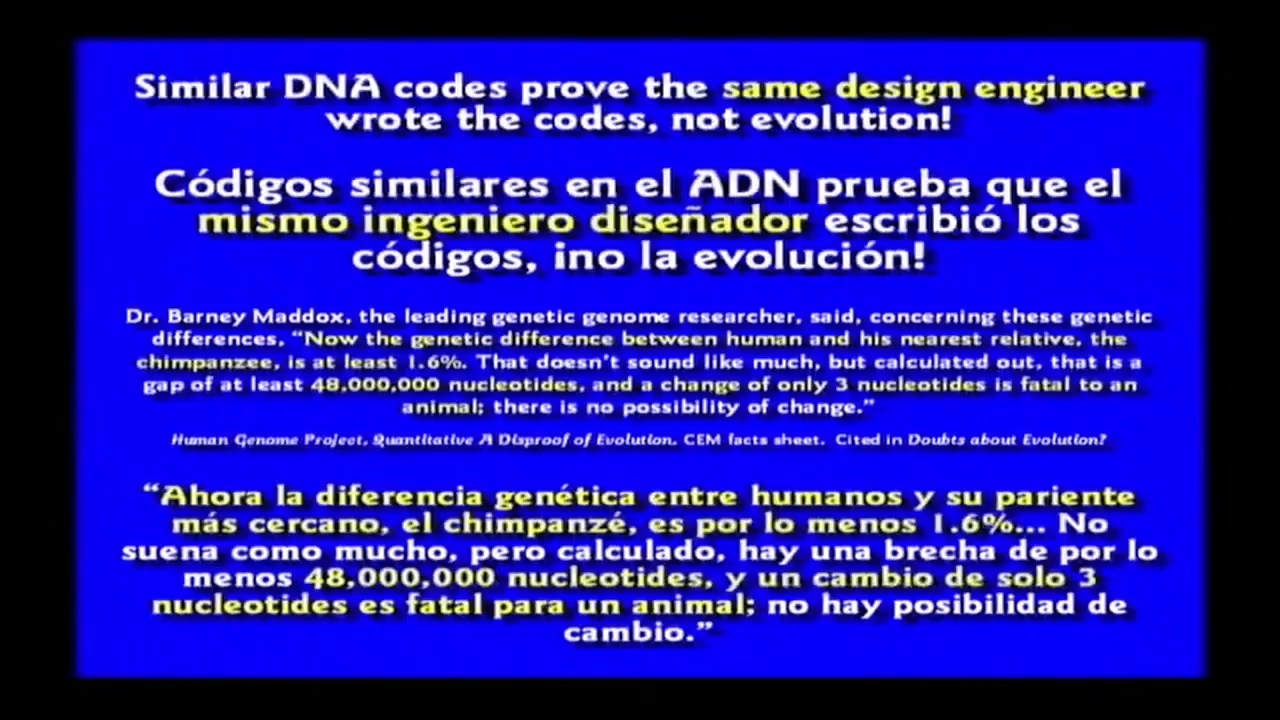 Similar DNA codes prove the same design engineer
wrote the codes, not evolution!
Códigos similares en el ADN prueba que el
mismo ingeniero diseñador escribió los
códigos, ¡no la evolución!
Dr. Barney Maddox, the leading genetic genome researcher, said, concerning these genetic
differences, “Now the genetic difference between human and his nearest relative, the
chimpanzee, is at least 1.6%. That doesn't sound like much, but calculated out, that is a
gap of at least 48,000,000 nucleotides, and a change of only 3 nucleotides is fatal to an
animal; there is no possibility of change.”
Human Genome Project, Quantitative A Disproof of Evolution, CEM facts sheet. Cited in Doubts about Evolution?
“Ahora la diferencia genética entre humanos y su pariente
más cercano, el chimpanzé, es por lo menos 1.6%... No
suena como mucho, pero calculado, hay una brecha de por lo
menos 48,000,000 nucleotides, y un cambio de solo 3
nucleotides es fatal para un animal; no hay posibilidad de
cambio.”